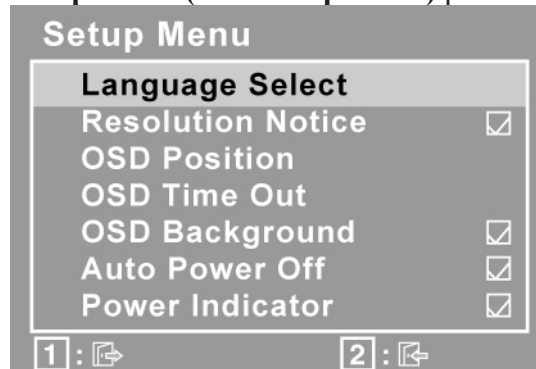 Setup Menu
Language Select
Resolution Notice
OSD Position
OSD Time Out
OSD Background
Auto Power Off
Power Indicator
1 : 2 :